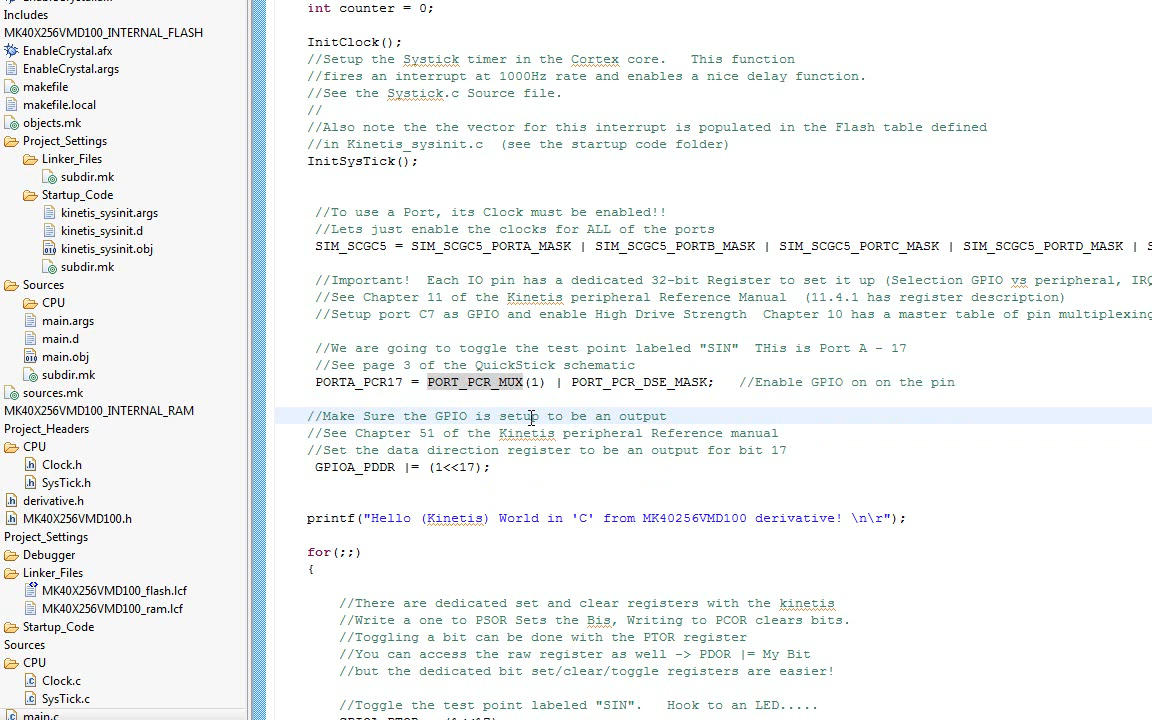 Includes
MK40X256VMD100_INTERNAL_FLASH
EnableCrystal.afx
EnableCrystal.args
makefile
makefile.local
objects.mk
Project_Settings
Linker_Files
subdir.mk
Startup_Code
kinetis_sysinit.args
kinetis_sysinit.d
kinetis_sysinit.obj
subdir.mk
Sources
CPU
main.args
main.d
main.obj
subdir.mk
sources.mk
MK40X256VMD100_INTERNAL_RAM
Project_Headers
CPU
Clock.h
SysTick.h
derivative.h
MK40X256VMD100.h
Project_Settings
Debugger
Linker_Files
MK40X256VMD100_flash.lcf
MK40X256VMD100_ram.lcf
Startup_Code
Sources
CPU
Clock.c
SysTick.c
main.c
int counter = 0;
InitClock();
//Setup the Systick timer in the Cortex core.   This function
//fires an interrupt at 1000Hz rate and enables a nice delay function.
//See the Systick.c Source file.
//
//Also note the the vector for this interrupt is populated in the Flash table defined
//in Kinetis_sysinit.c  (see the startup code folder)
InitSysTick();
//To use a Port, its Clock must be enabled!!
//Lets just enable the clocks for ALL of the ports
SIM_SCGC5 = SIM_SCGC5_PORTA_MASK | SIM_SCGC5_PORTB_MASK | SIM_SCGC5_PORTC_MASK | SIM_SCGC5_PORTD_MASK | S
//Important!  Each IO pin has a dedicated 32-bit Register to set it up (Selection GPIO vs peripheral, IRQ
//See Chapter 11 of the Kinetis peripheral Reference Manual  (11.4.1 has register description)
//Setup port C7 as GPIO and enable High Drive Strength  Chapter 10 has a master table of pin multiplexing
//We are going to toggle the test point labeled "SIN"  THis is Port A - 17
//See page 3 of the QuickStick schematic
PORTA_PCR17 = PORT_PCR_MUX(1) | PORT_PCR_DSE_MASK;   //Enable GPIO on on the pin
//Make Sure the GPIO is setup to be an output
//See Chapter 51 of the Kinetis peripheral Reference manual
//Set the data direction register to be an output for bit 17
GPIOA_PDDR |= (1<<17);
printf("Hello (Kinetis) World in 'C' from MK40256VMD100 derivative! \n\r");
for(;;)
{
//There are dedicated set and clear registers with the kinetis
//Write a one to PSOR Sets the Bis, Writing to PCOR clears bits.
//Toggling a bit can be done with the PTOR register
//You can access the raw register as well -> PDOR |= My Bit
//but the dedicated bit set/clear/toggle registers are easier!
//Toggle the test point labeled "SIN".   Hook to an LED.....